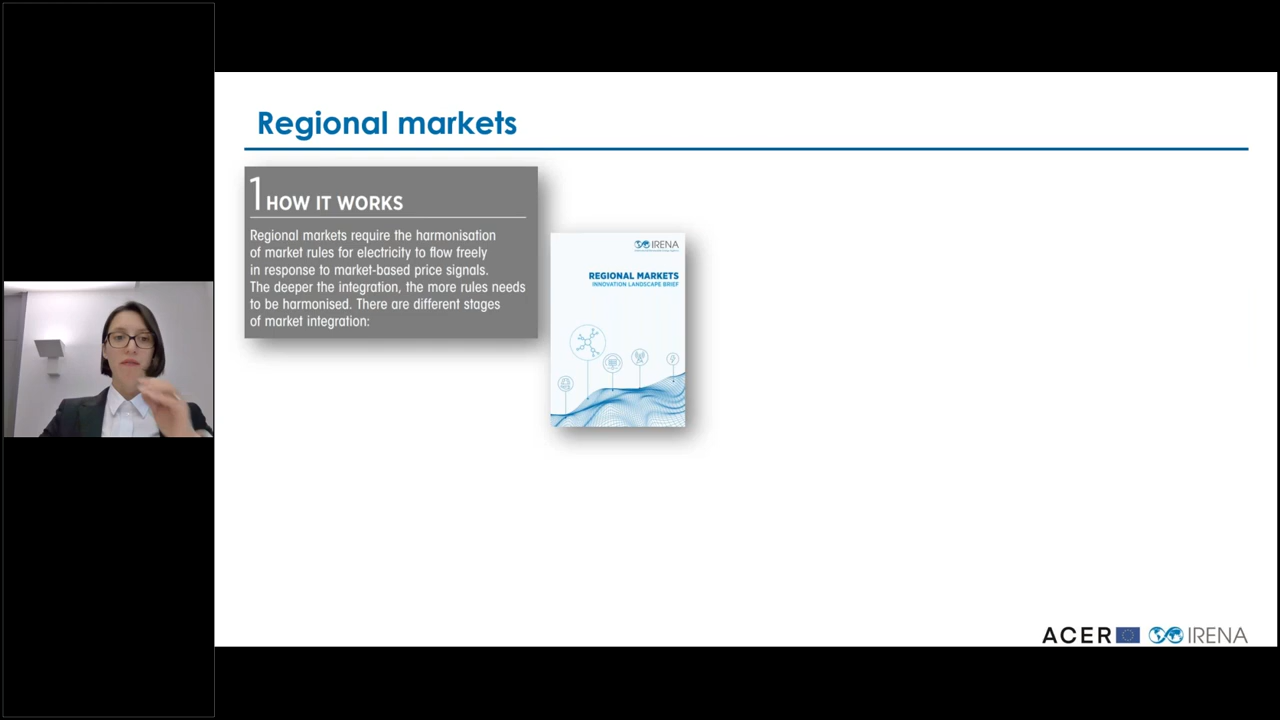 Regional markets
1 HOW IT WORKS
Regional markets require the harmonisation
of market rules for electricity to flow freely
in response to market-based price signals.
The deeper the integration, the more rules needs
to be harmonised. There are different stages
of market integration:
IRENA
REGIONAL MARKETS
INNOVATION LANDSCAPE BRIEF
ACER IRENA